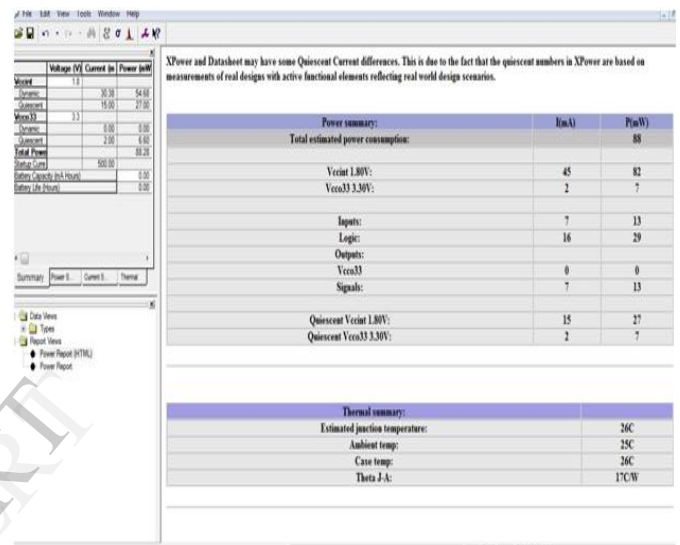 File Edit View Tools Window Help
Voltage (V) Current (m Power (mW
Vccint 1.8
Dynamic 30.38 54.68
Quiescent 15.00 27.00
Vcco33 3.3
Dynamic 0.00 0.00
Quiescent 2.00 6.60
Total Power 88.28
Startup Curre 500.00
Battery Capacity (mA Hours) 0.00
Battery Life (Hours) 0.00
Summary Power S... Current S... Thermal
Data Views
Types
Report Views
Power Report (HTML)
Power Report
XPower and Datasheet may have some Quiescent Current differences. This is due to the fact that the quiescent numbers in XPower are based on
measurements of real designs with active functional elements reflecting real world design scenarios.
Power summary: I(mA) P(mW)
Total estimated power consumption: 88
Vccint 1.80V: 45 82
Vcco33 3.30V: 2 7
Inputs: 7 13
Logic: 16 29
Outputs:
Vcco33 0 0
Signals: 7 13
Quiescent Vccint 1.80V: 15 27
Quiescent Vcco33 3.30V: 2 7
Thermal summary:
Estimated junction temperature: 26C
Ambient temp: 25C
Case temp: 26C
Theta J-A: 17C/W
ERT